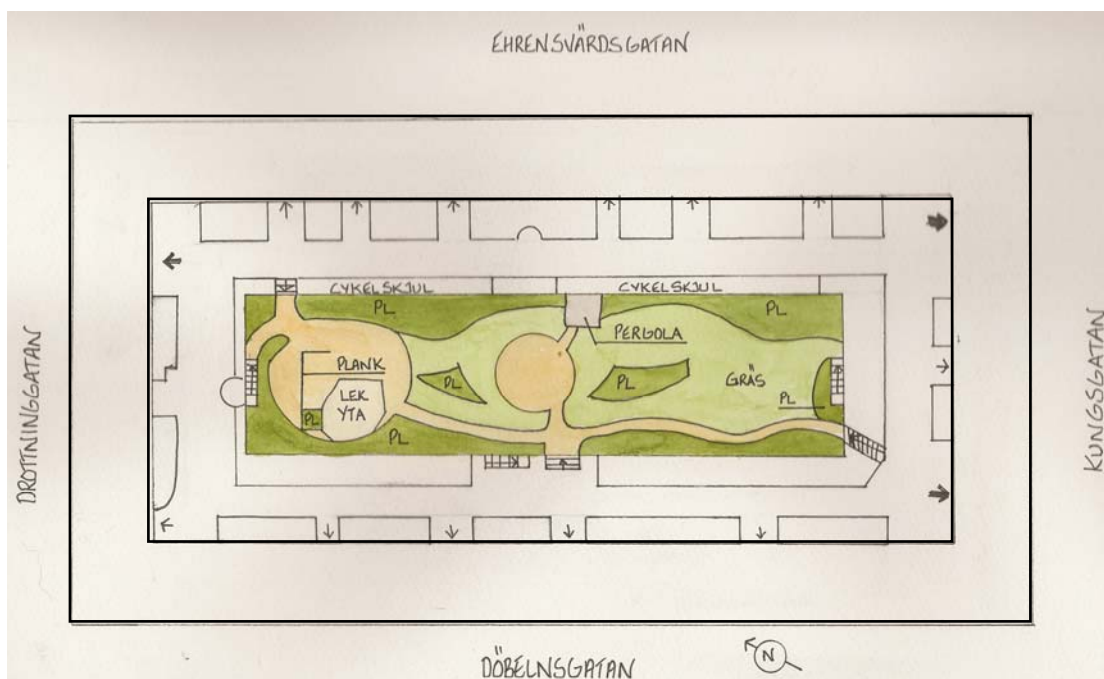 EHRENSVÄRDSGATAN
CYKELSKJUL
CYKELSKJUL
PL
PL
PERGOLA
PLANK
PL
PL
GRÄS
LEK
YTA
PL
PL
PL
DROTTNINGGATAN
KUNGSGATAN
DÖBELNSGATAN
N